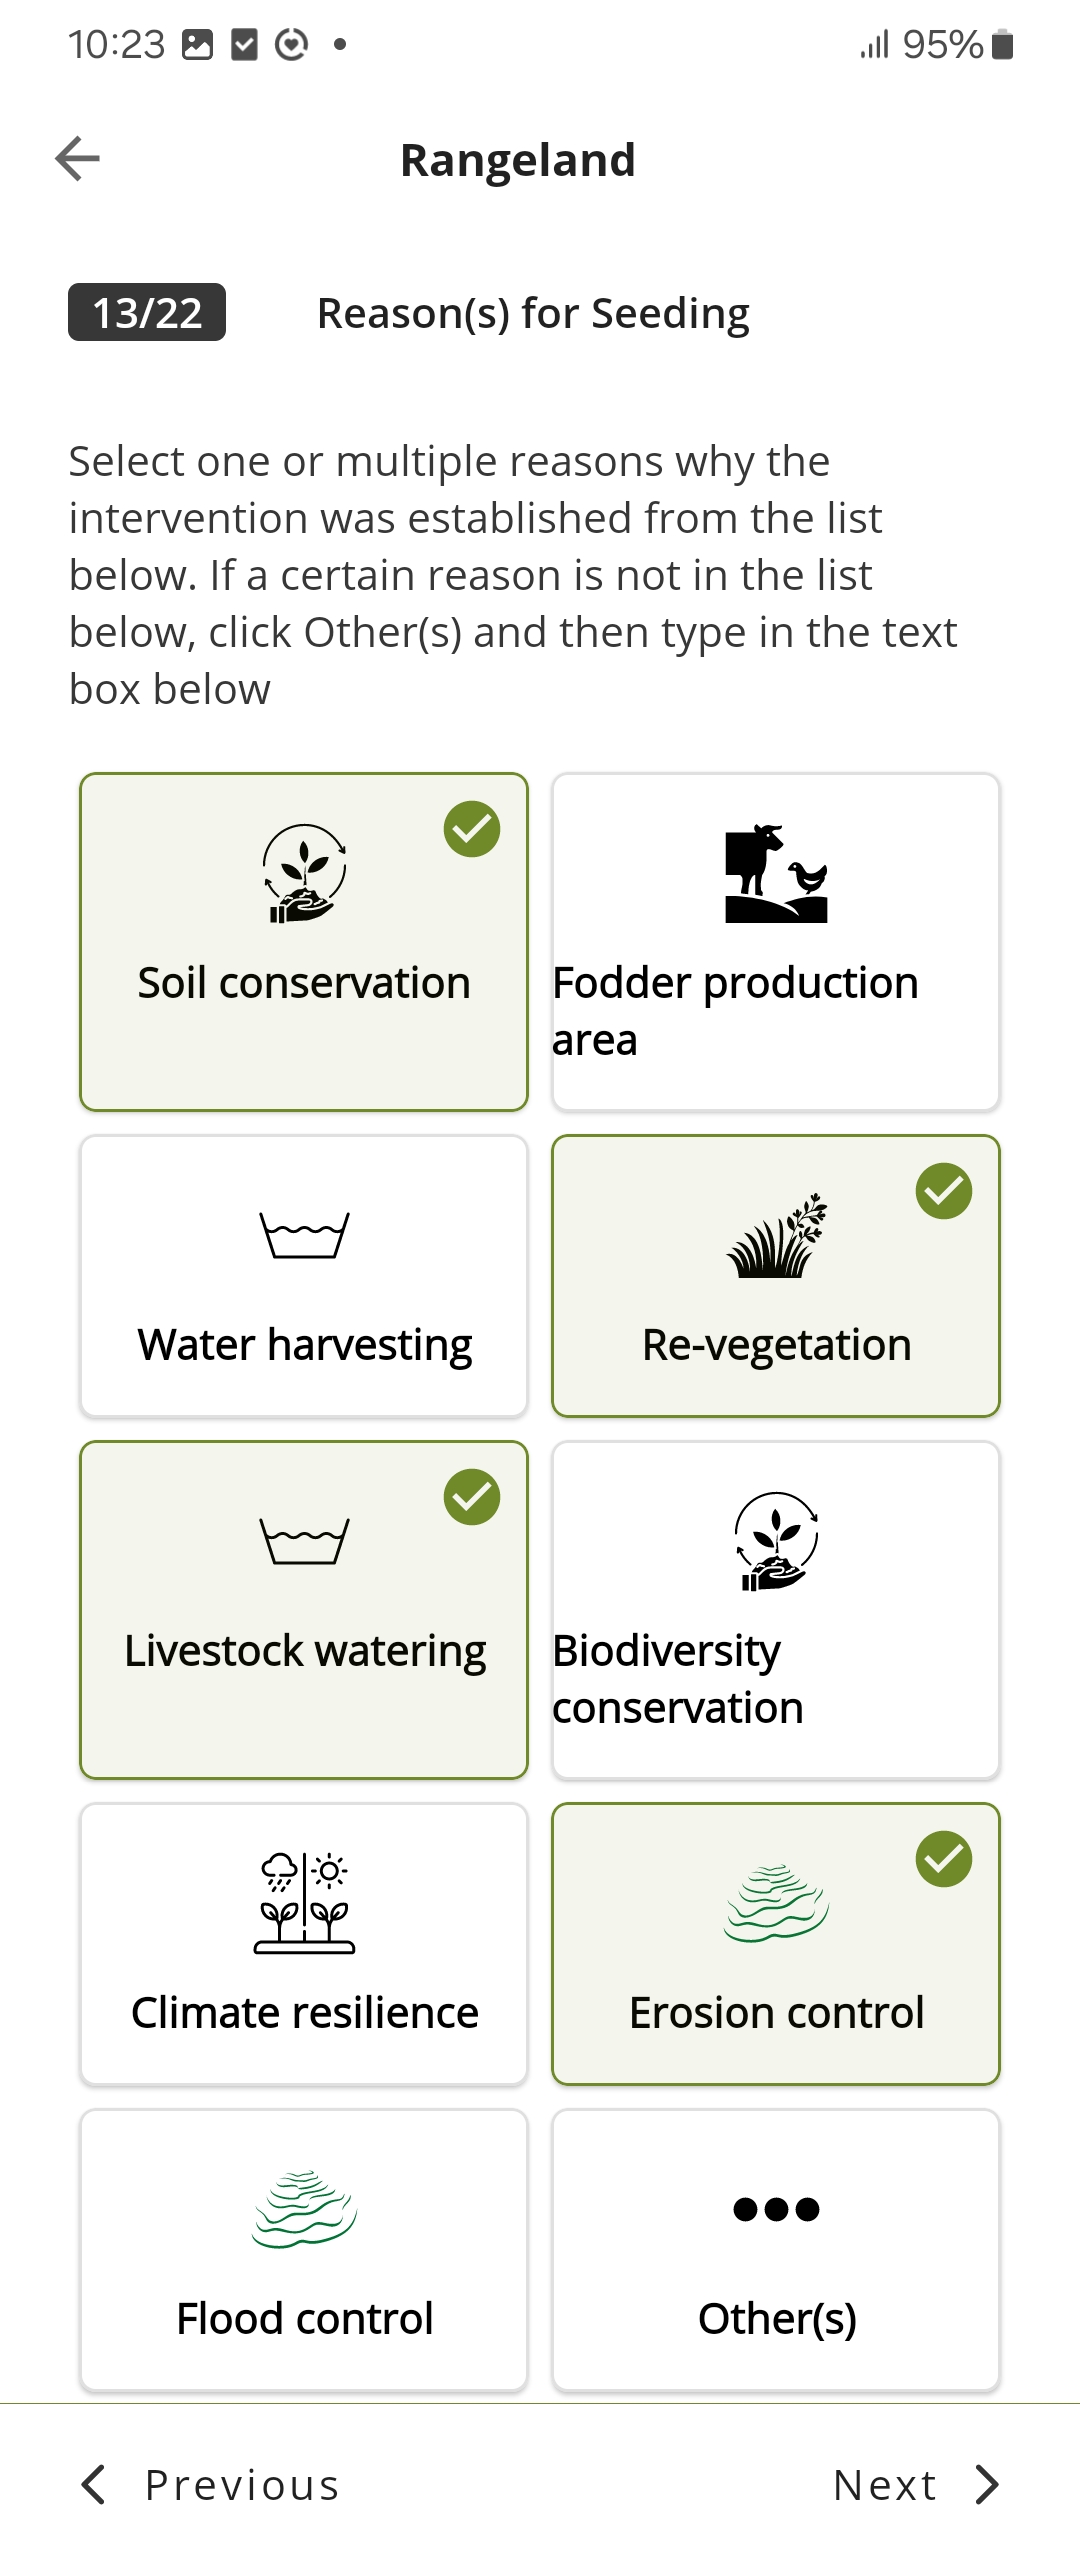 10:23
95%
Rangeland
13/22
Reason(s) for Seeding
Select one or multiple reasons why the
intervention was established from the list
below. If a certain reason is not in the list
below, click Other(s) and then type in the text
box below
Soil conservation
Fodder production
area
Water harvesting
Re-vegetation
Livestock watering
Biodiversity
conservation
Climate resilience
Erosion control
Flood control
Other(s)
Previous
Next